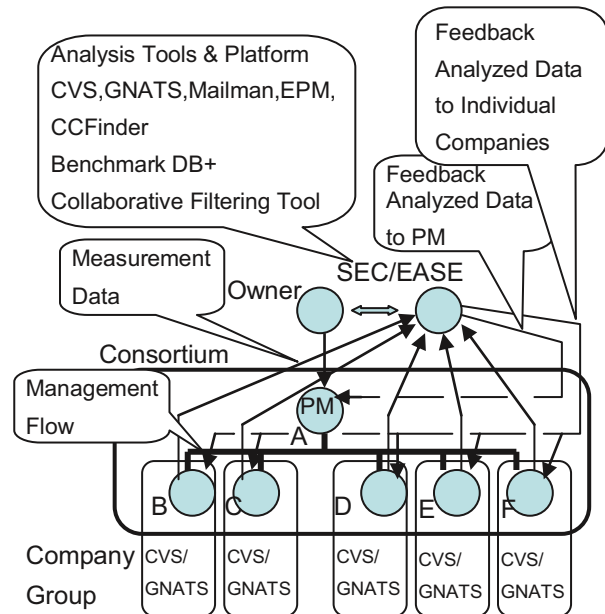 Analysis Tools & Platform
CVS,GNATS,Mailman,EPM,
CCFinder
Benchmark DB+
Collaborative Filtering Tool
Feedback
Analyzed Data
to Individual
Companies
Feedback
Analyzed Data
to PM
Measurement
Data
SEC/EASE
Owner
Consortium
Management
Flow
PM
A
B
C
D
E
F
Company
Group
CVS/
GNATS
CVS/
GNATS
CVS/
GNATS
CVS/
GNATS
CVS/
GNATS